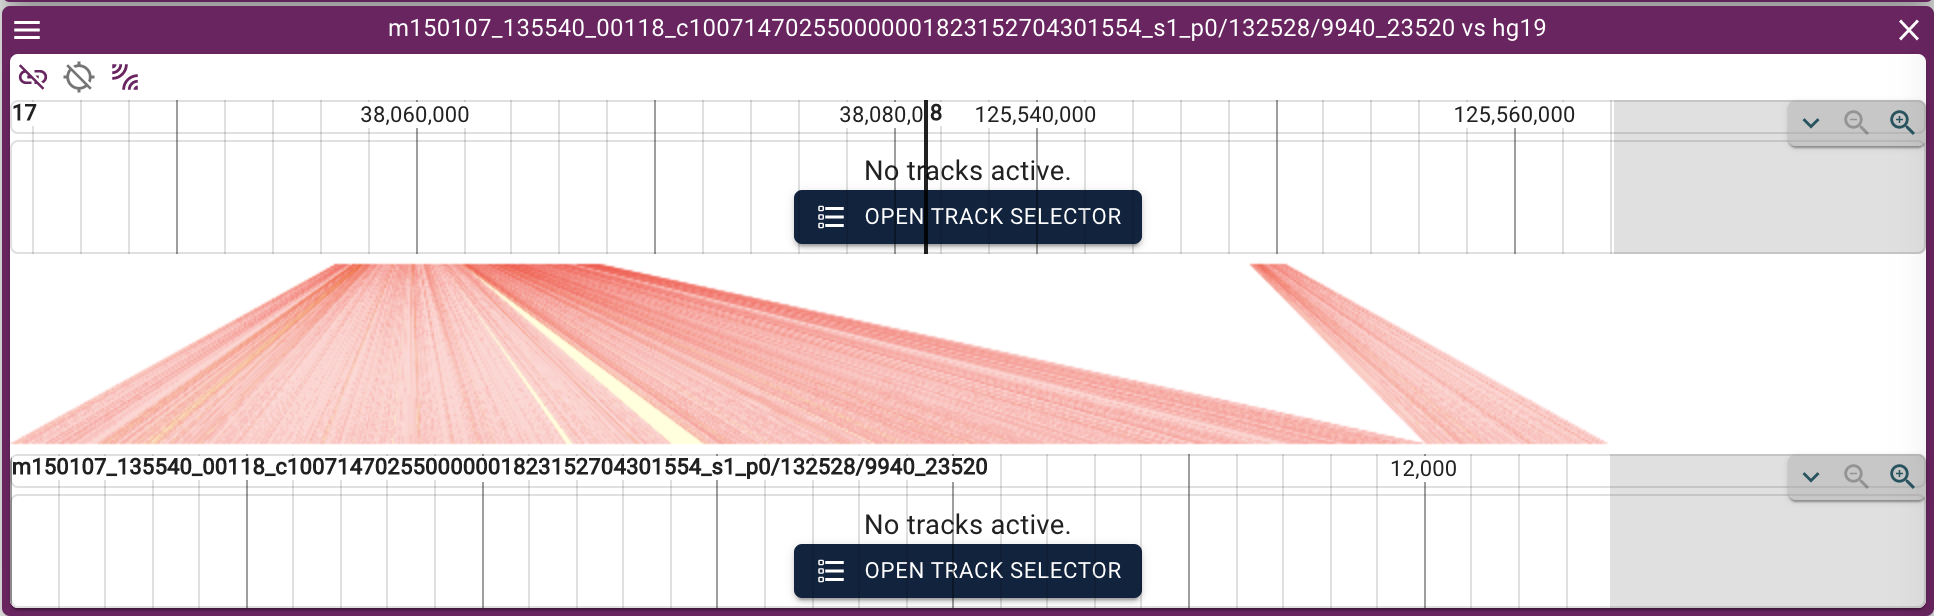 m150107_135540_00118_c100714702550000001823152704301554_s1_p0/132528/9940_23520 vs hg19
17 38,060,000 38,080,0 8 125,540,000 125,560,000
No tracks active.
OPEN TRACK SELECTOR
m150107_135540_00118_c100714702550000001823152704301554_s1_p0/132528/9940_23520 12,000
No tracks active.
OPEN TRACK SELECTOR